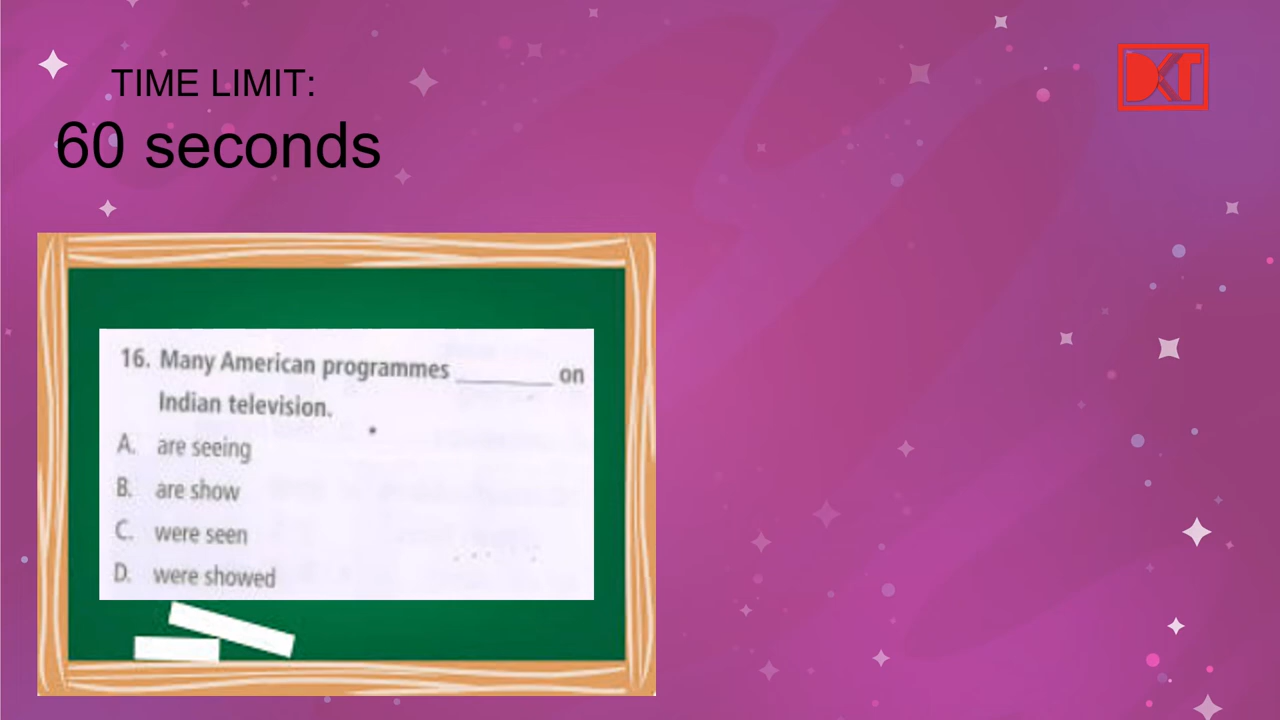 TIME LIMIT:
60 seconds
DKT
16. Many American programmes ________ on
Indian television.
A. are seeing
B. are show
C. were seen
D. were showed